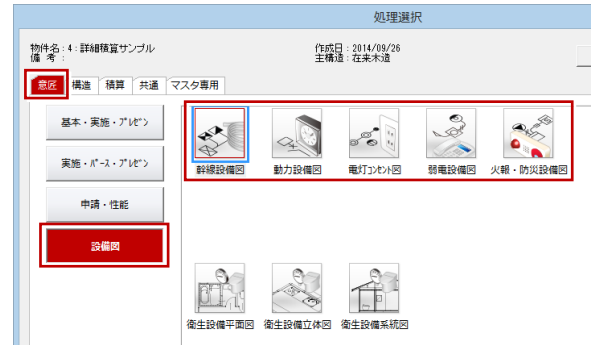 処理選択
物件名：4：詳細積算サンプル
備　考：
作成日：2014/09/26
主構造：在来木造
意匠 構造 積算 共通 マスタ専用
基本・実施・プレゼン
実施・パース・プレゼン
申請・性能
設備図
幹線設備図 動力設備図 電灯コンセント図 弱電設備図 火報・防災設備図
衛生設備平面図 衛生設備立体図 衛生設備系統図